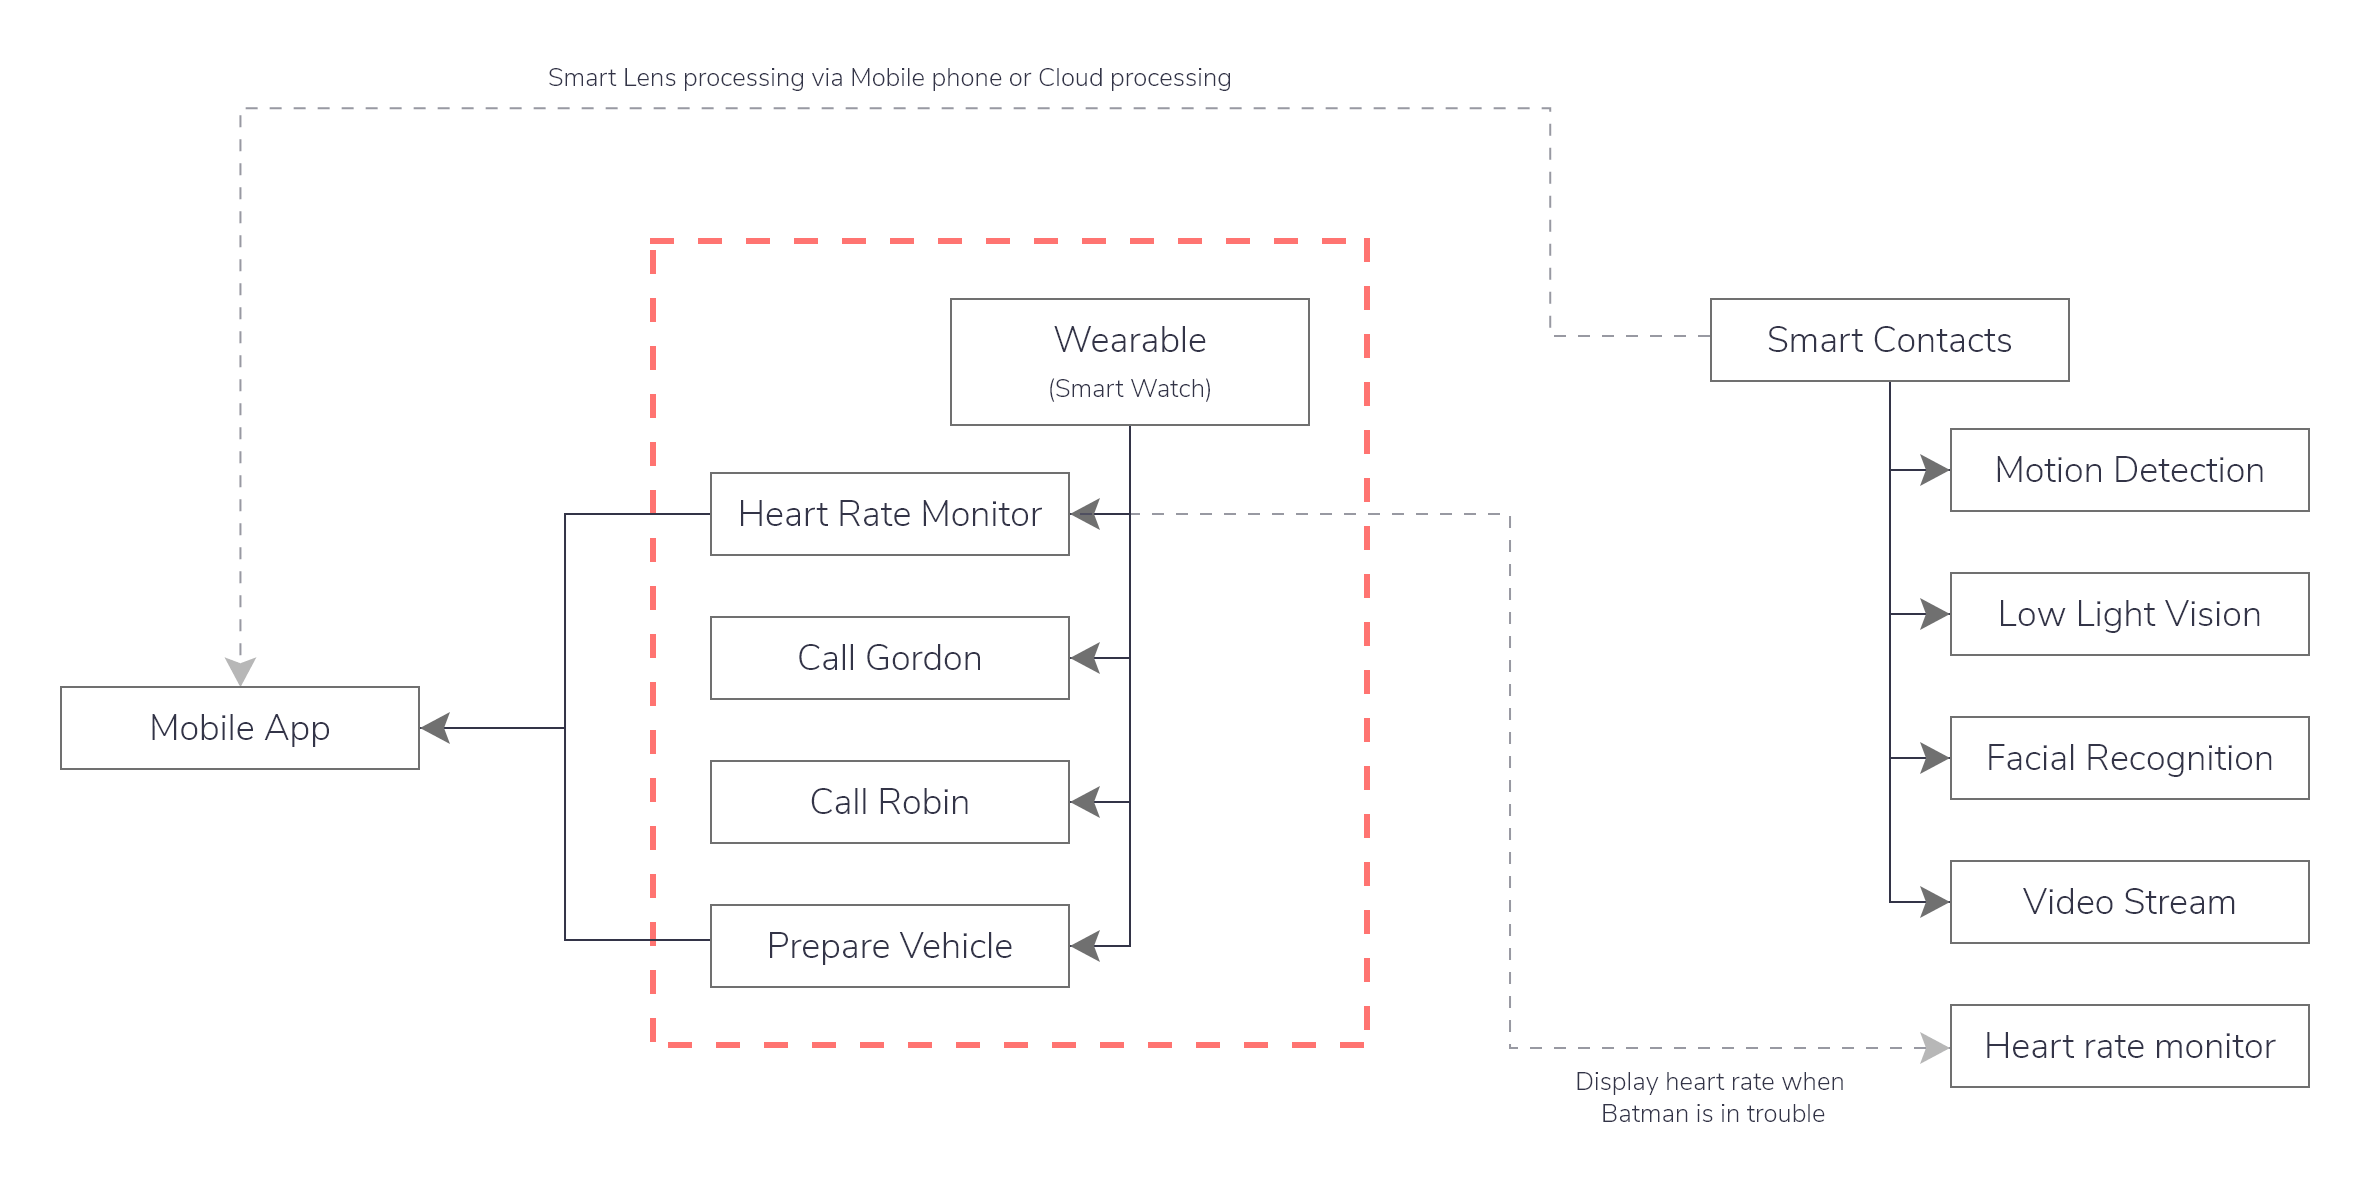 Smart Lens processing via Mobile phone or Cloud processing
Wearable
(Smart Watch)
Smart Contacts
Motion Detection
Heart Rate Monitor
Low Light Vision
Call Gordon
Mobile App
Facial Recognition
Call Robin
Video Stream
Prepare Vehicle
Heart rate monitor
Display heart rate when
Batman is in trouble